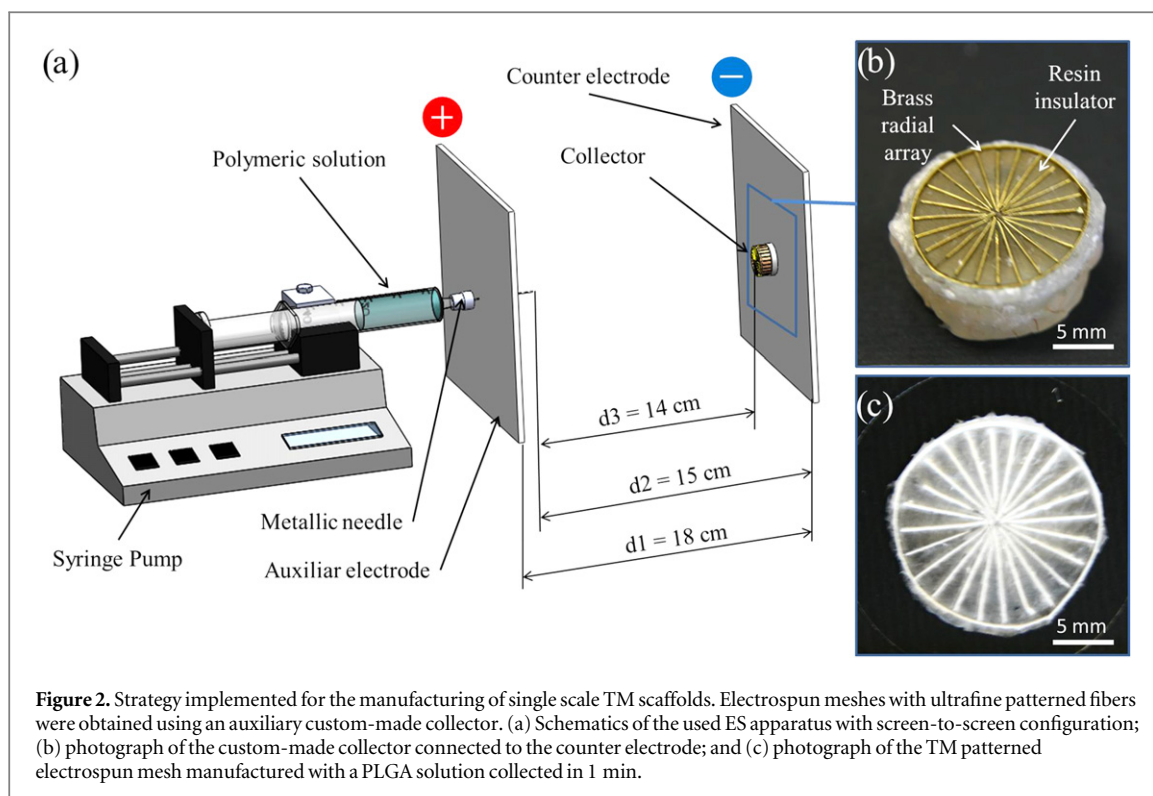 (a)
Counter electrode
−
+
Polymeric solution
Collector
d3 = 14 cm
d2 = 15 cm
d1 = 18 cm
Metallic needle
Syringe Pump
Auxiliar electrode
(b)
Resin
insulator
Brass
radial
array
5 mm
(c)
5 mm
Figure 2. Strategy implemented for the manufacturing of single scale TM scaffolds. Electrospun meshes with ultrafine patterned fibers
were obtained using an auxiliary custom-made collector. (a) Schematics of the used ES apparatus with screen-to-screen configuration;
(b) photograph of the custom-made collector connected to the counter electrode; and (c) photograph of the TM patterned
electrospun mesh manufactured with a PLGA solution collected in 1 min.